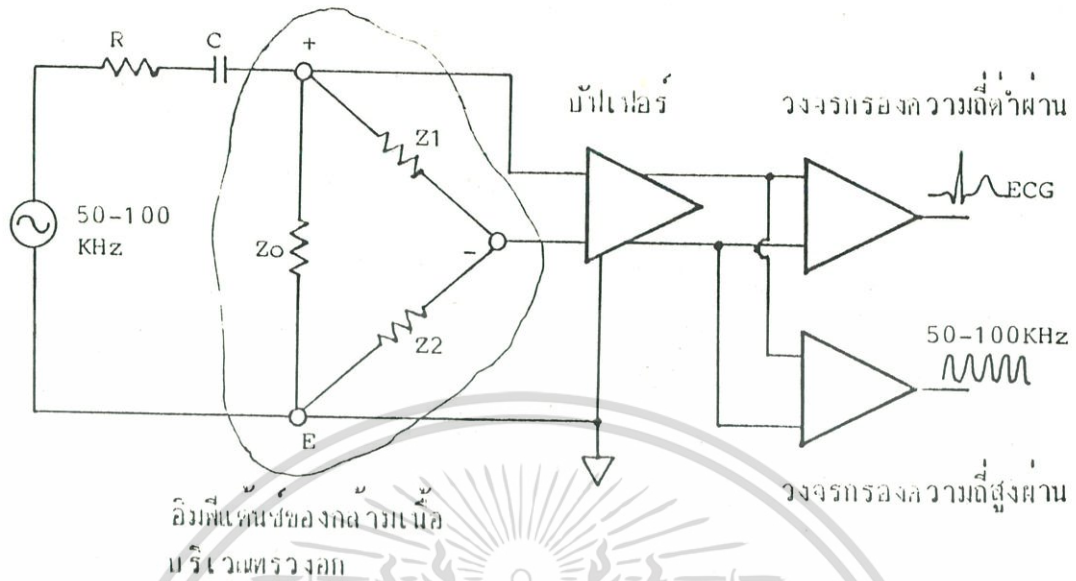 R
C
+
บัฟเฟอร์
วงจรกรองความถี่ต่ำผ่าน
Z1
ECG
50-100
KHz
Zo
-
Z2
50-100KHz
E
วงจรกรองความถี่สูงผ่าน
อิมพีแด้นซ์ของกล้ามเนื้อ
บริเวณทรวงอก